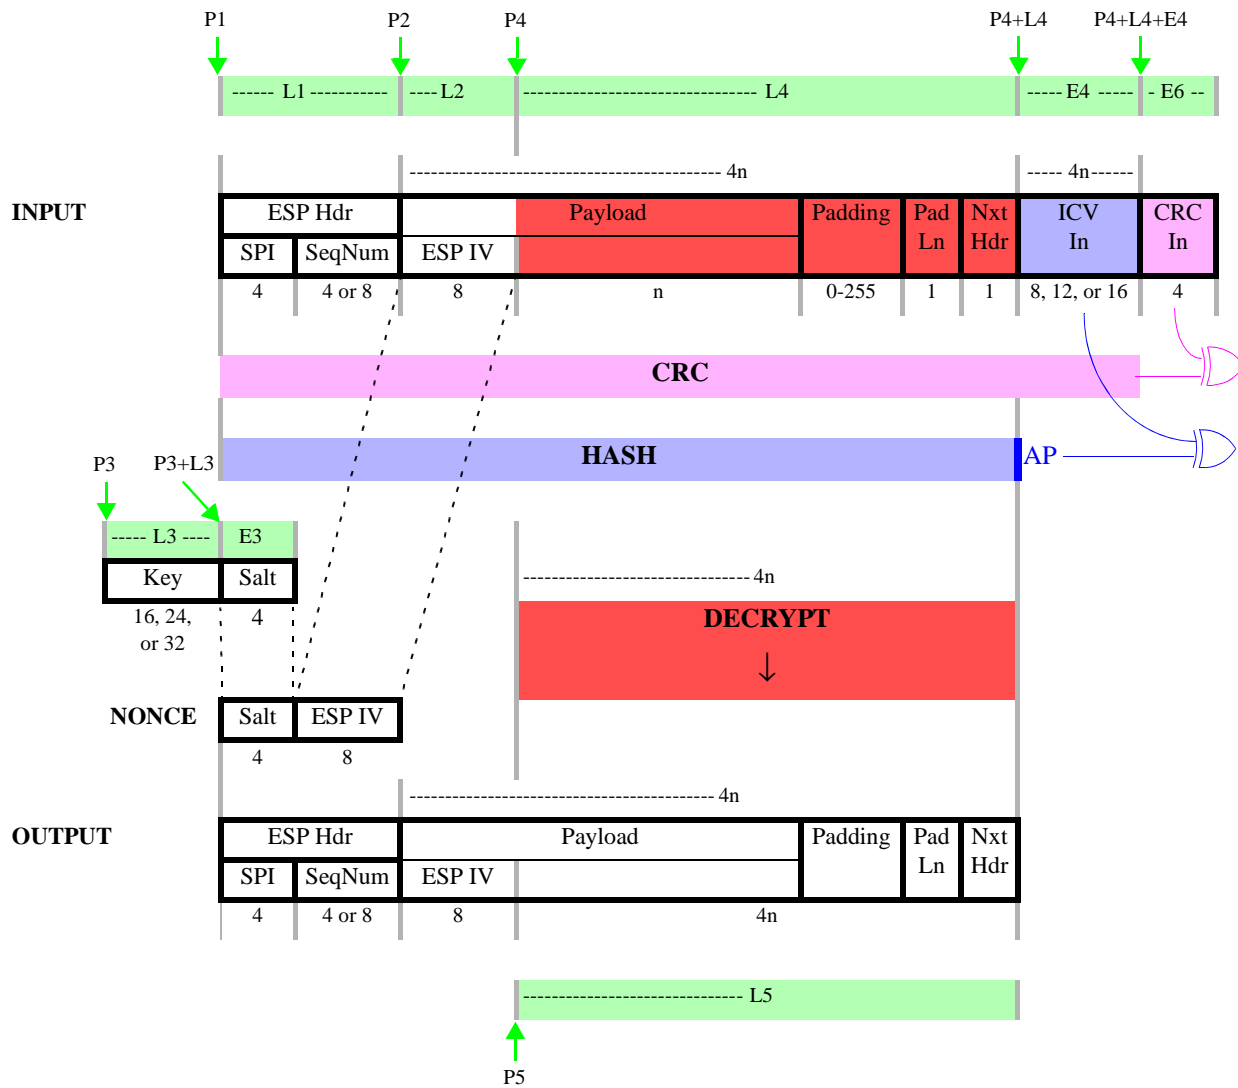 P1 P2 P4 P4+L4 P4+L4+E4
------ L1 ----------- ---- L2 -------------------------------- L4 ----- E4 ----- - E6 --
-------------------------------------------- 4n ----- 4n------
INPUT ESP Hdr Payload Padding Pad Nxt ICV CRC
Ln Hdr In In
SPI SeqNum ESP IV
4 4 or 8 8 n 0-255 1 1 8, 12, or 16 4
CRC
HASH AP
P3 P3+L3
----- L3 ---- E3
Key Salt -------------------------------- 4n
16, 24, 4 DECRYPT
or 32
↓
NONCE Salt ESP IV
4 8
------------------------------------------- 4n
OUTPUT ESP Hdr Payload Padding Pad Nxt
Ln Hdr
SPI SeqNum ESP IV
4 4 or 8 8 4n
------------------------------- L5
P5